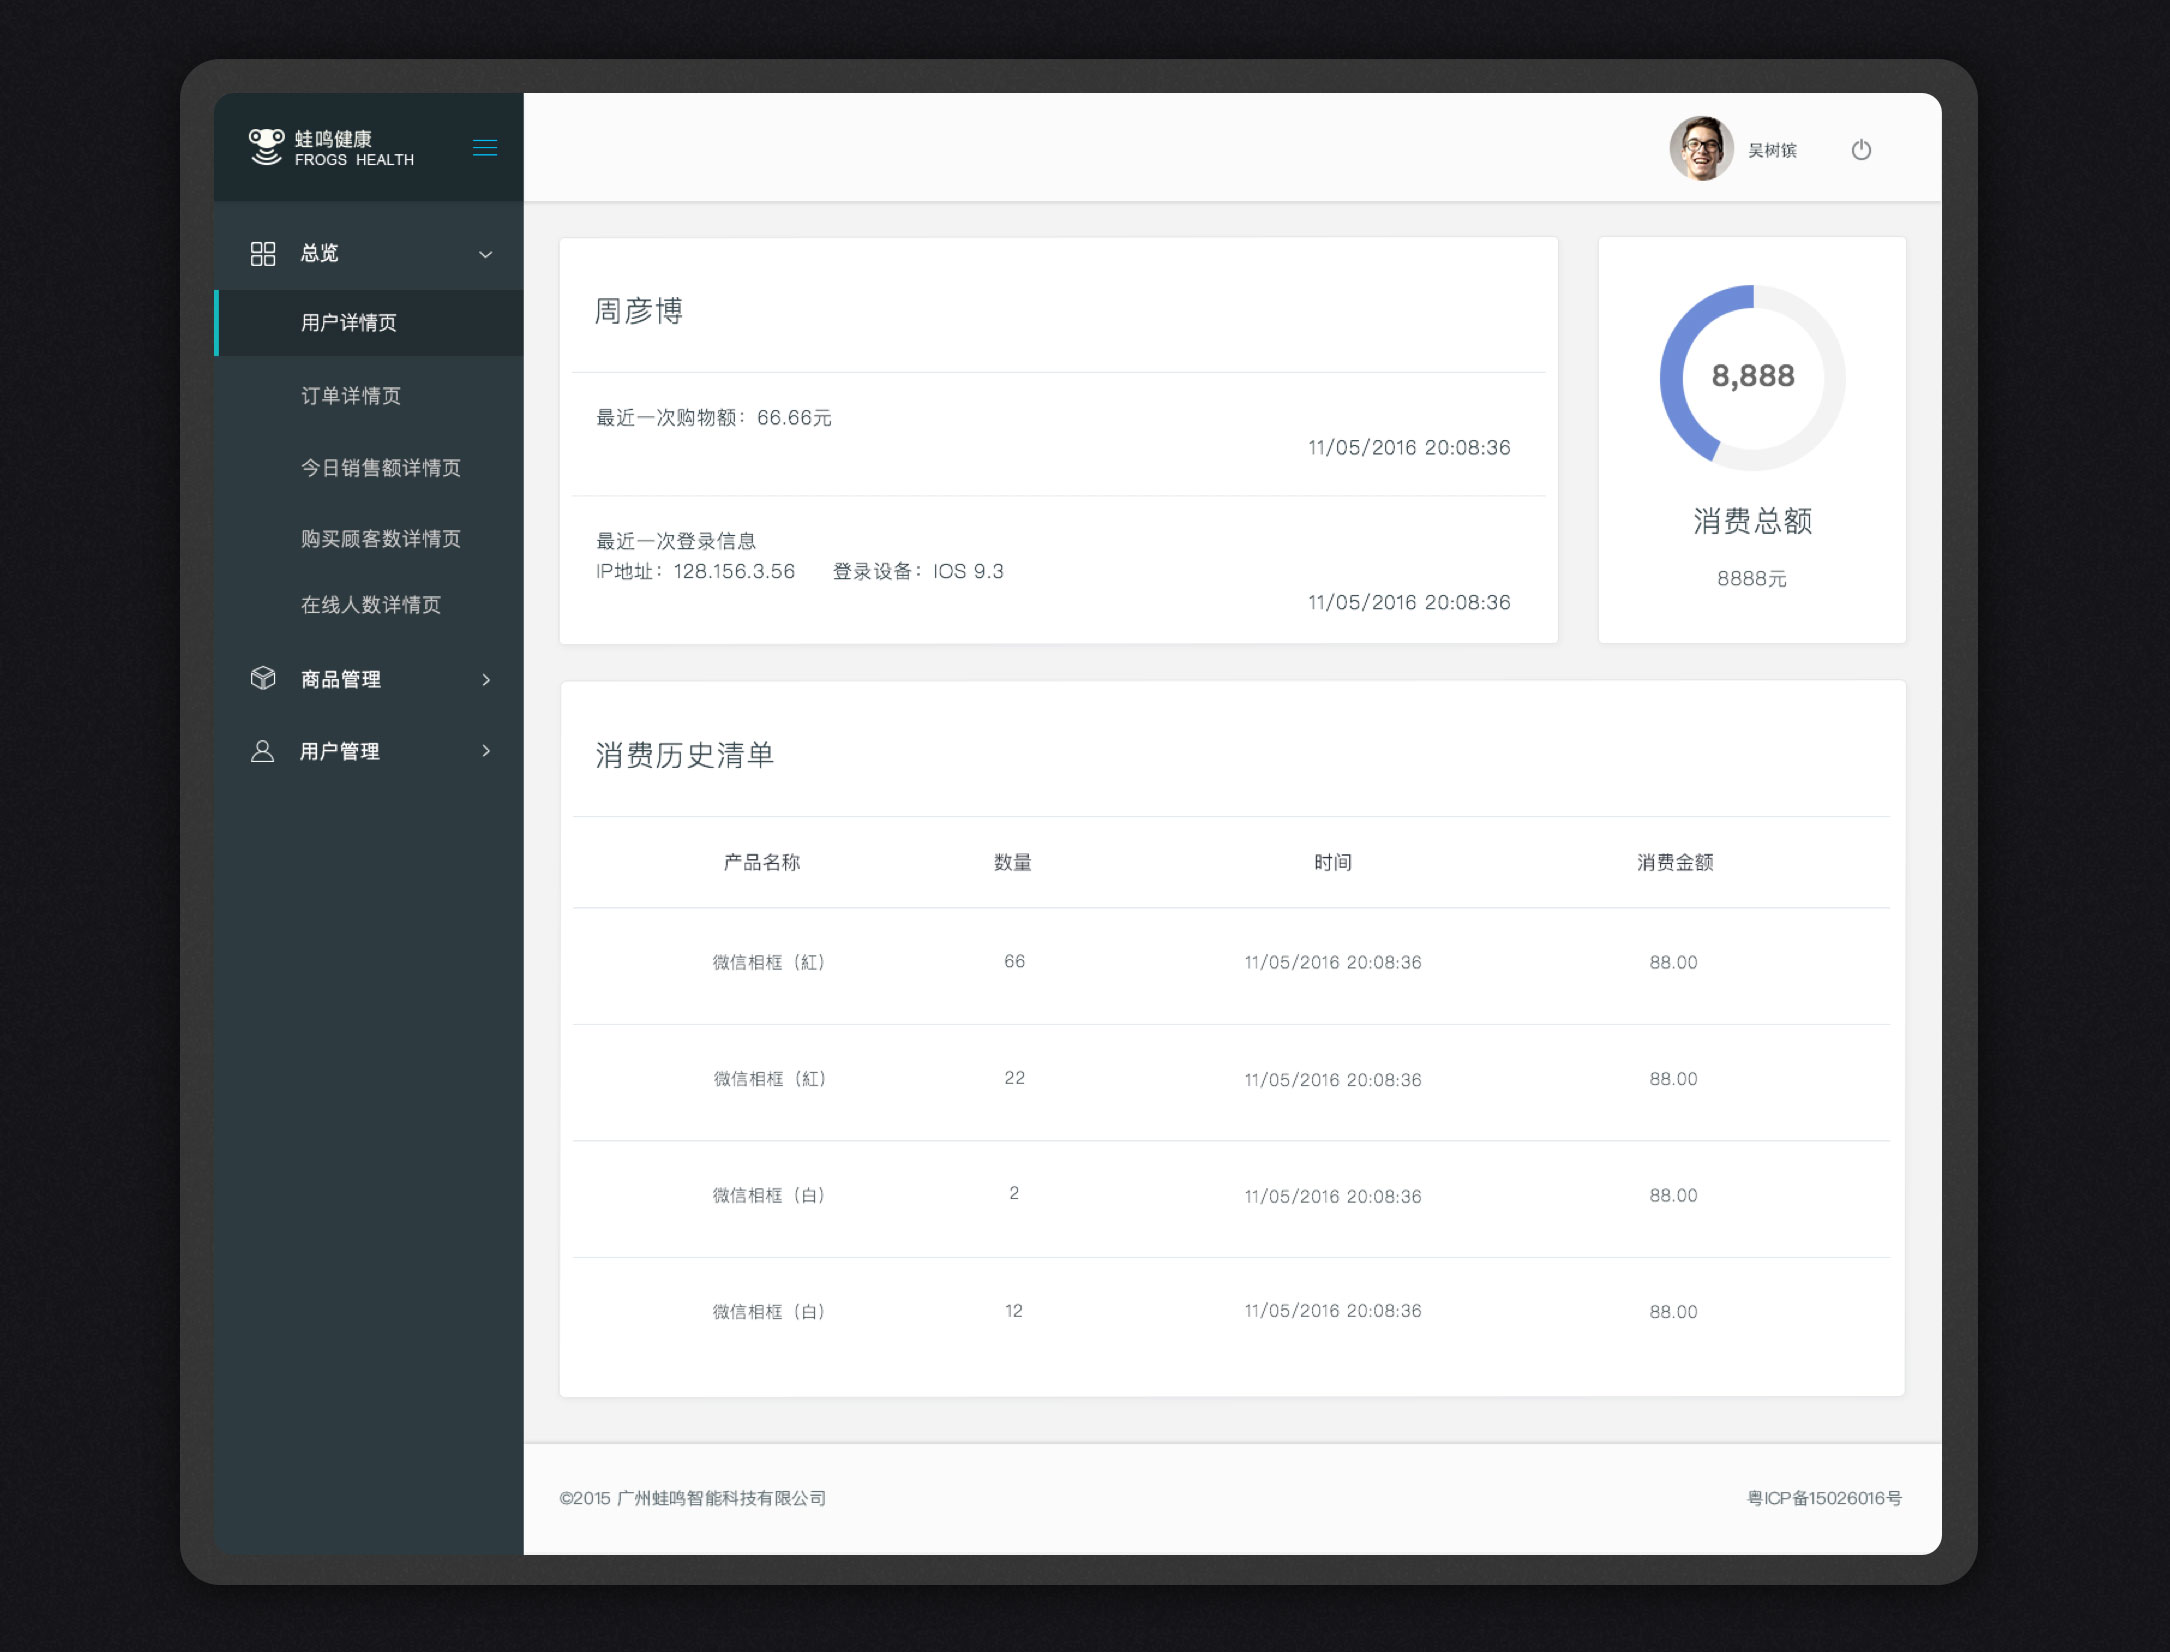 蛙鸣健康
FROGS HEALTH
吴树镔
总览
用户详情页
订单详情页
今日销售额详情页
购买顾客数详情页
在线人数详情页
商品管理
用户管理
周彦博
最近一次购物额：66.66元
11/05/2016 20:08:36
最近一次登录信息
IP地址：128.156.3.56 登录设备：IOS 9.3
11/05/2016 20:08:36
8,888
消费总额
8888元
消费历史清单
产品名称 数量 时间 消费金额
微信相框（紅） 66 11/05/2016 20:08:36 88.00
微信相框（紅） 22 11/05/2016 20:08:36 88.00
微信相框（白） 2 11/05/2016 20:08:36 88.00
微信相框（白） 12 11/05/2016 20:08:36 88.00
©2015 广州蛙鸣智能科技有限公司
粤ICP备15026016号